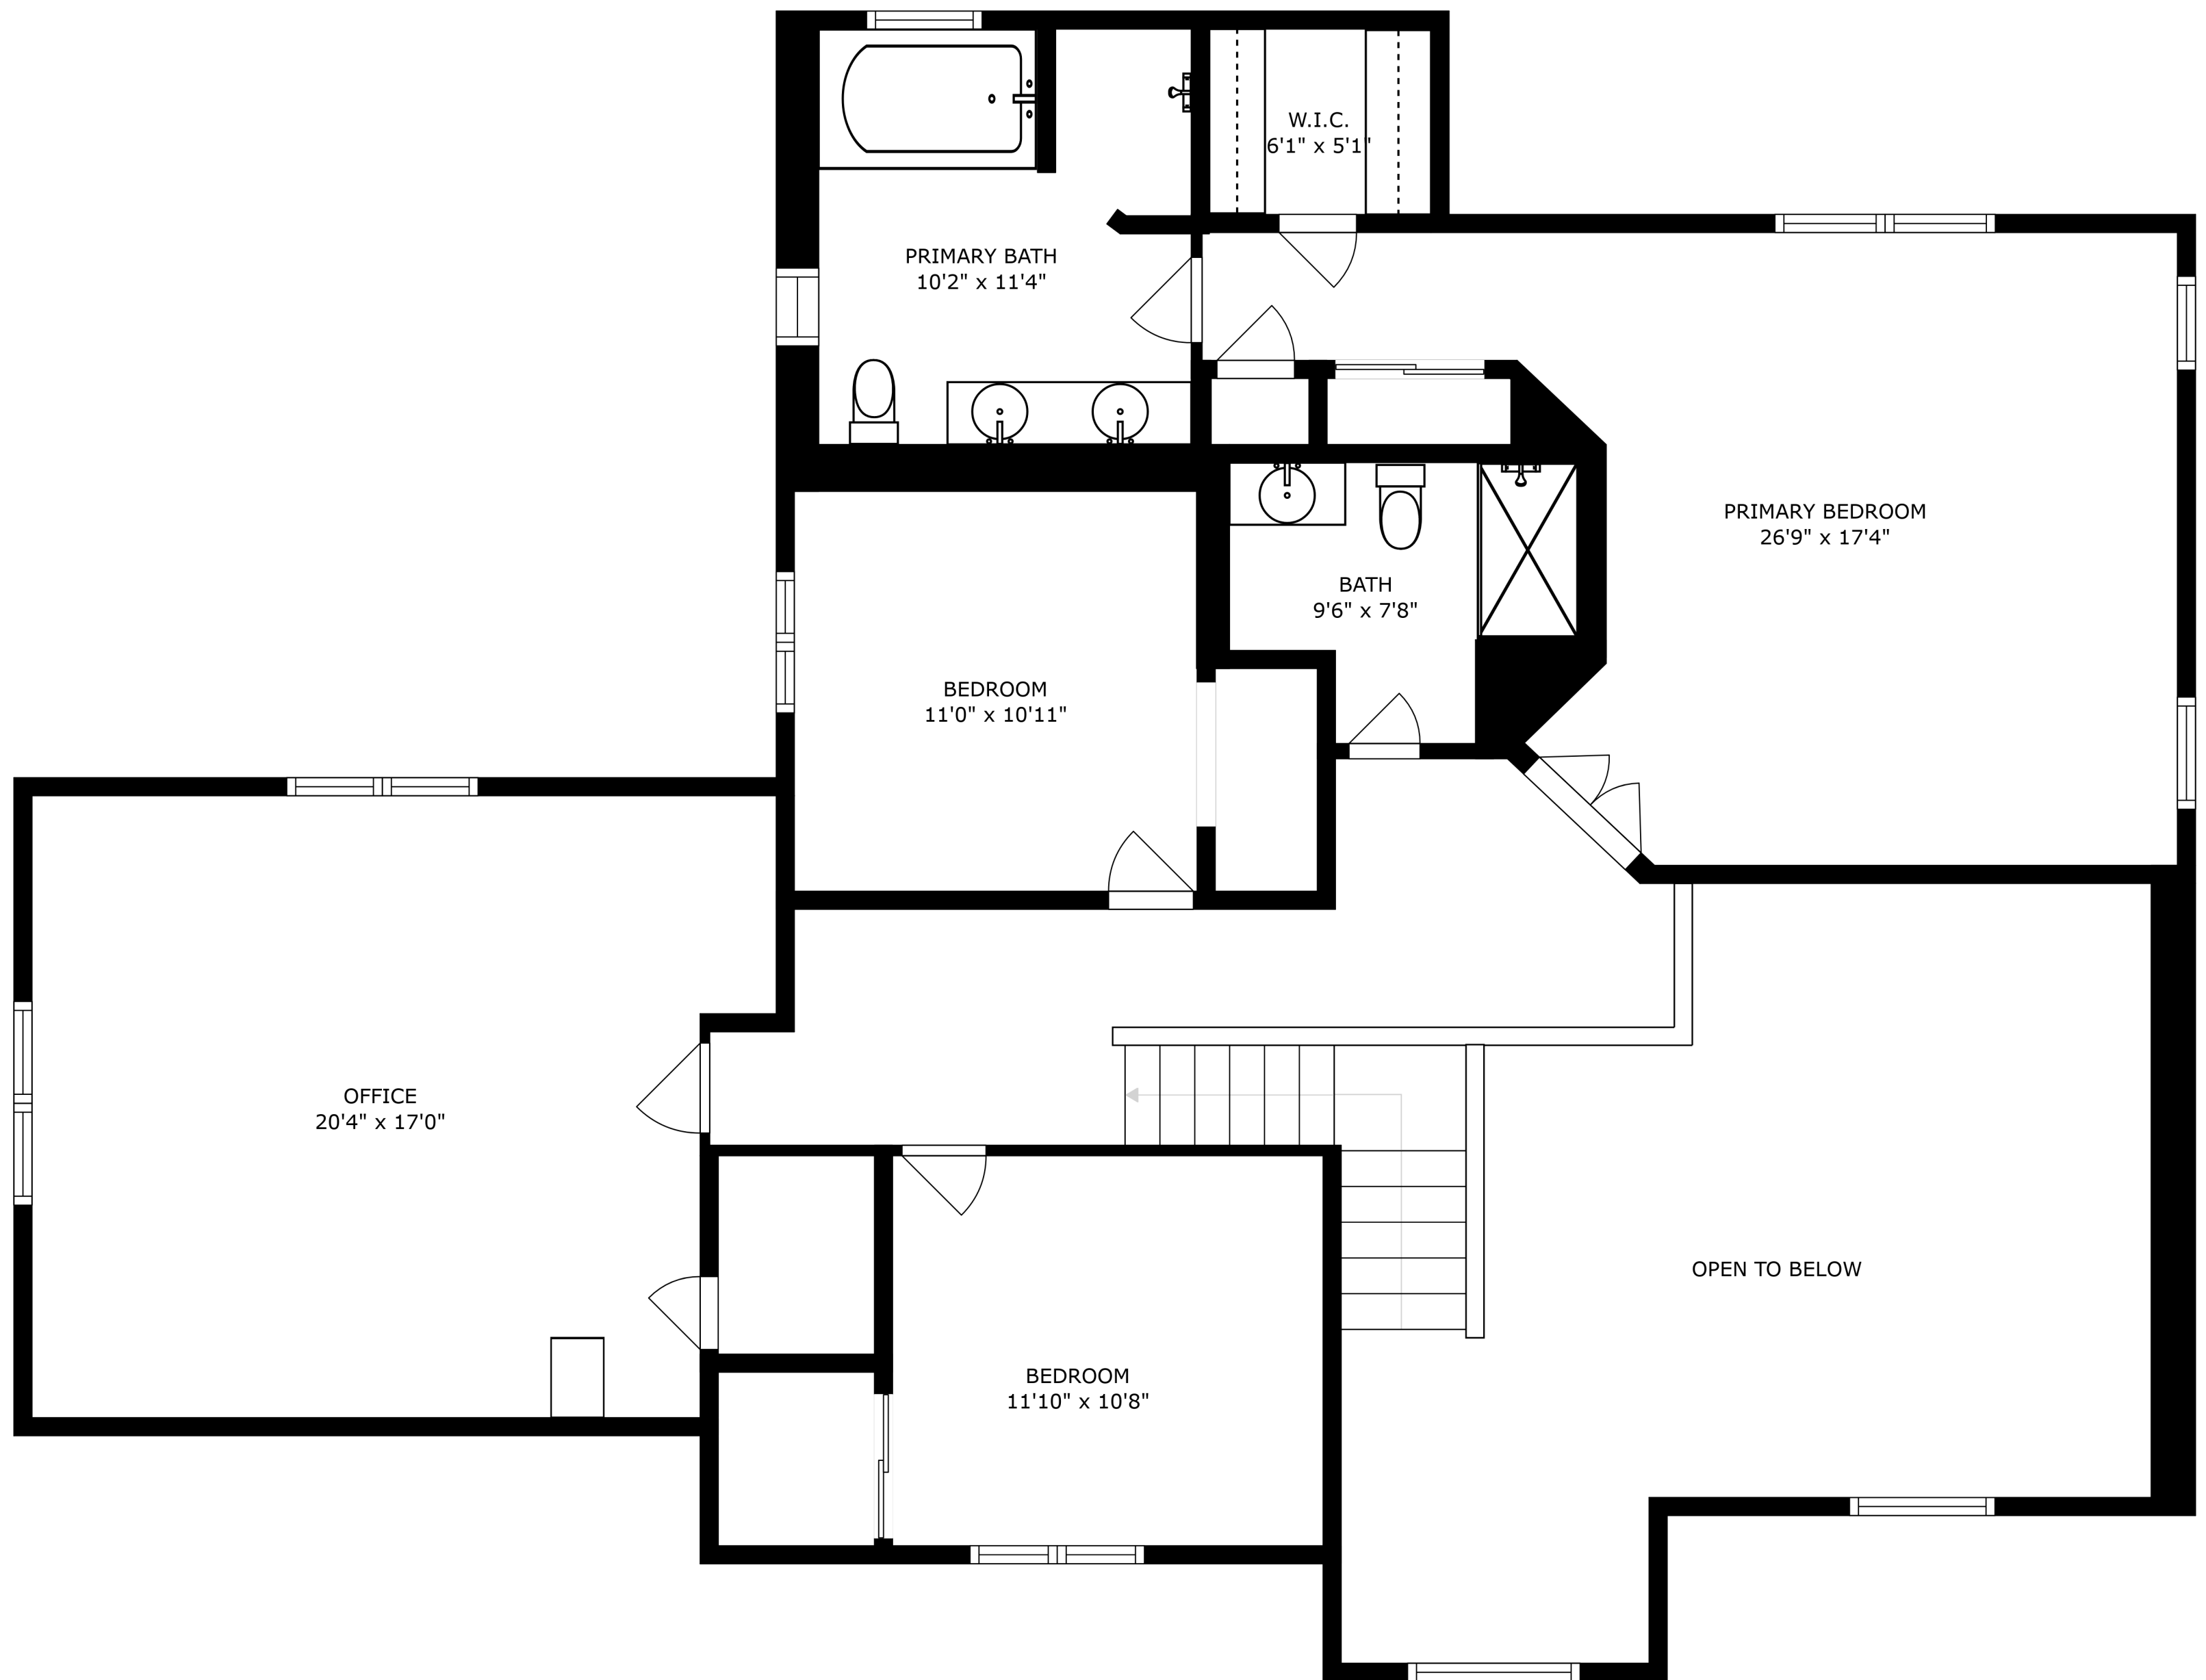 W.I.C.
6'1" x 5'1"
PRIMARY BATH
10'2" x 11'4"
PRIMARY BEDROOM
26'9" x 17'4"
BATH
9'6" x 7'8"
BEDROOM
11'0" x 10'11"
OFFICE
20'4" x 17'0"
OPEN TO BELOW
BEDROOM
11'10" x 10'8"